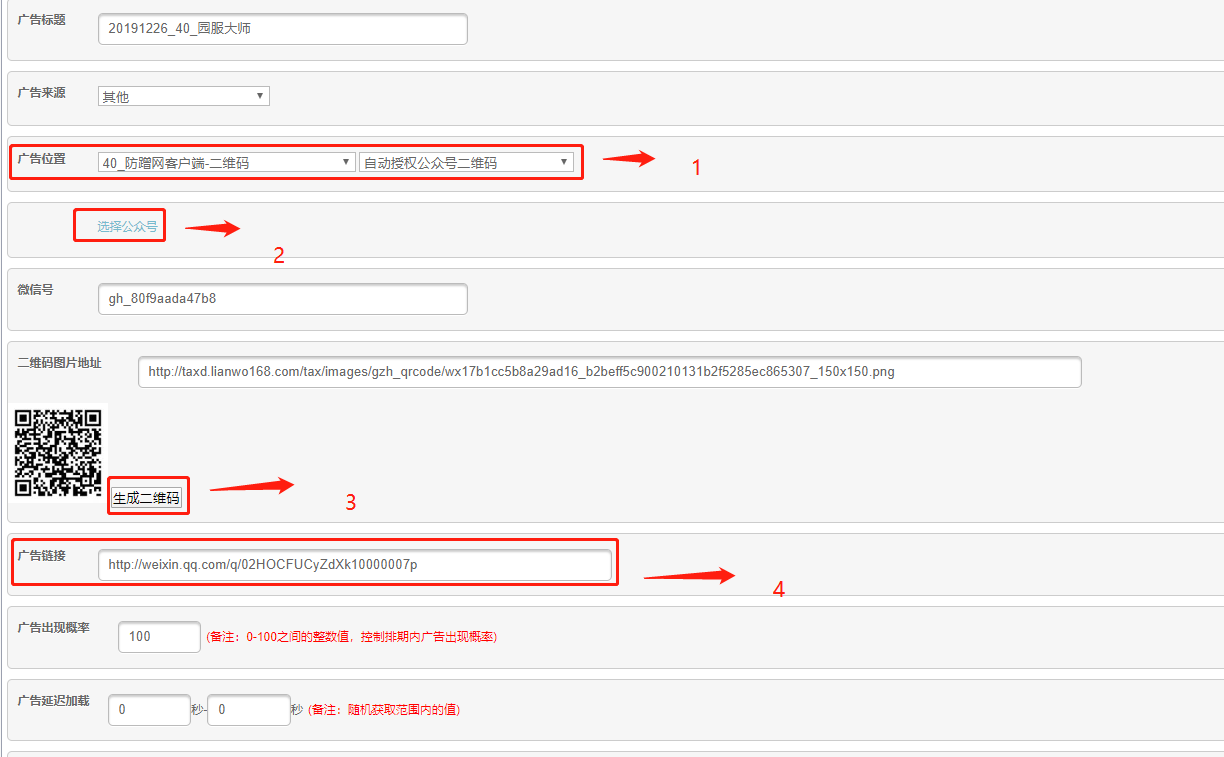 广告标题 20191226_40_园服大师
广告来源 其他
广告位置 40_防蹭网客户端-二维码 自动授权公众号二维码 1
选择公众号 2
微信号 gh_80f9aada47b8
二维码图片地址 http://taxd.lianwo168.com/tax/images/gzh_qrcode/wx17b1cc5b8a29ad16_b2beff5c900210131b2f5285ec865307_150x150.png
生成二维码 3
广告链接 http://weixin.qq.com/q/02HOCFUCyZdXk10000007p 4
广告出现概率 100 (备注：0-100之间的整数值，控制排期内广告出现概率)
广告延迟加载 0 秒- 0 秒 (备注：随机获取范围内的值)